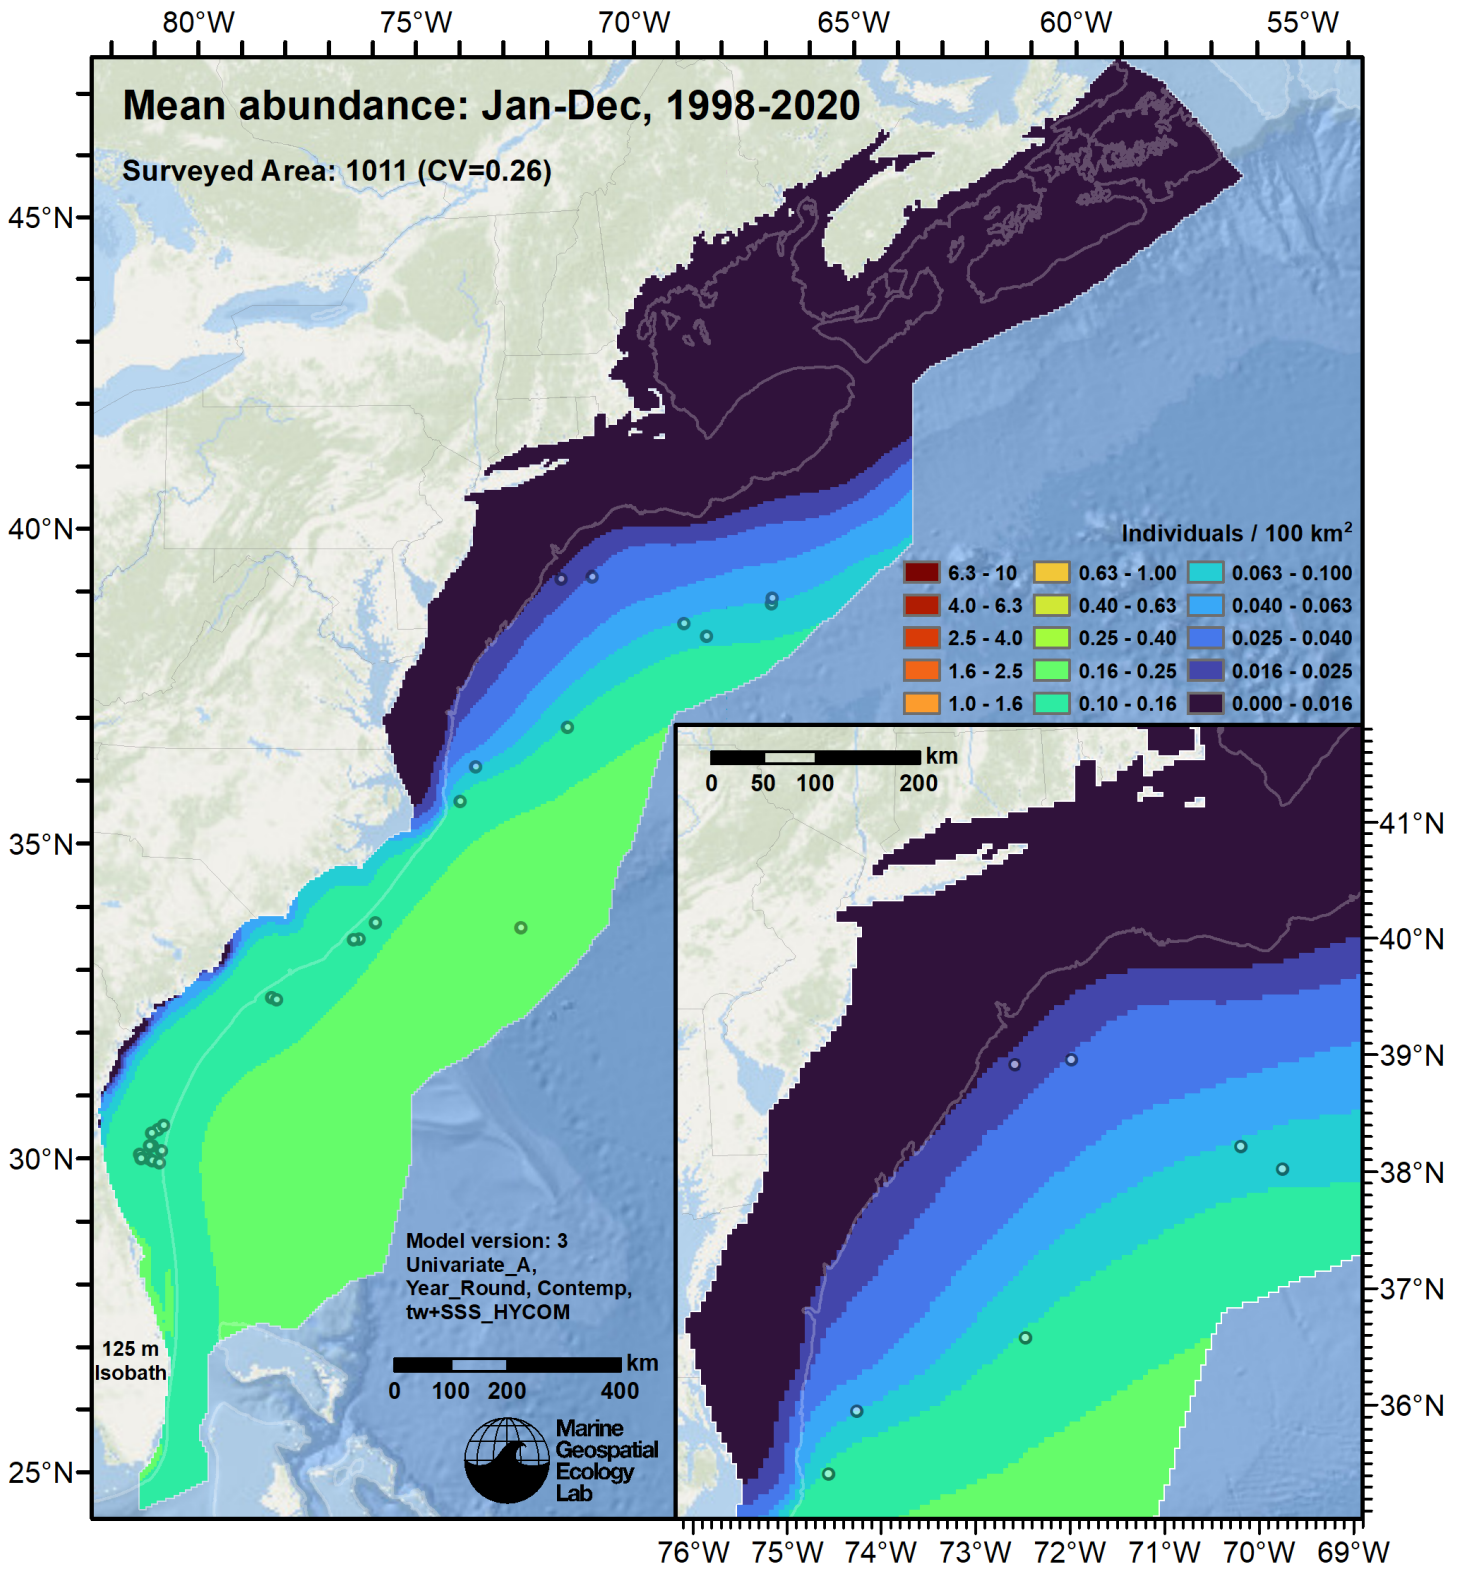 80°W 75°W 70°W 65°W 60°W 55°W
Mean abundance: Jan-Dec, 1998-2020
Surveyed Area: 1011 (CV=0.26)
45°N
40°N
35°N
30°N
25°N
Individuals / 100 km²
6.3 - 10 0.63 - 1.00 0.063 - 0.100
4.0 - 6.3 0.40 - 0.63 0.040 - 0.063
2.5 - 4.0 0.25 - 0.40 0.025 - 0.040
1.6 - 2.5 0.16 - 0.25 0.016 - 0.025
1.0 - 1.6 0.10 - 0.16 0.000 - 0.016
km
0 50 100 200
41°N
40°N
39°N
38°N
37°N
36°N
Model version: 3
Univariate_A,
Year_Round, Contemp,
tw+SSS_HYCOM
125 m
Isobath
km
0 100 200 400
Marine
Geospatial
Ecology
Lab
76°W 75°W 74°W 73°W 72°W 71°W 70°W 69°W